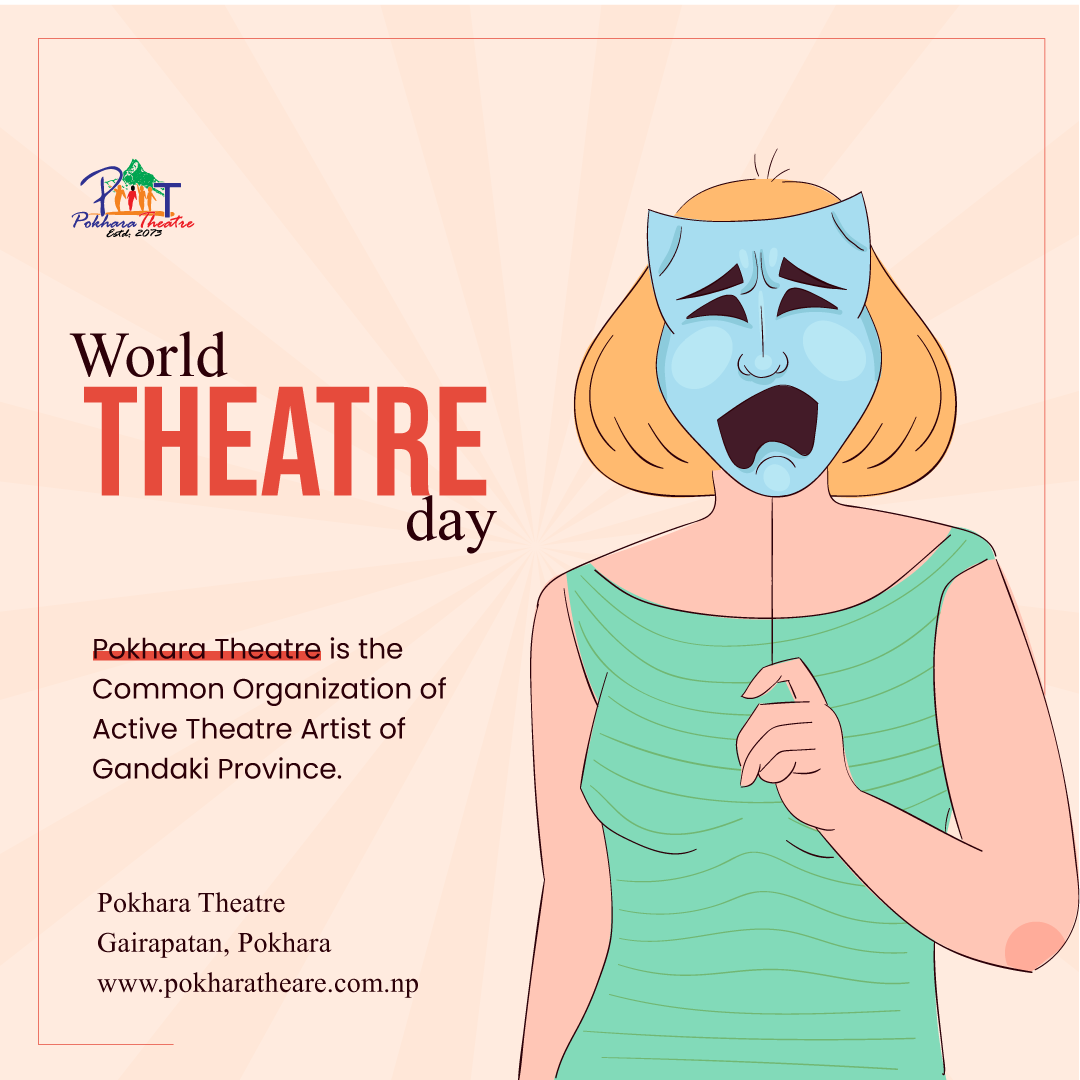 P T
Pokhara Theatre
Estd: 2073
World
THEATRE
day
Pokhara Theatre is the
Common Organization of
Active Theatre Artist of
Gandaki Province.
Pokhara Theatre
Gairapatan, Pokhara
www.pokharatheare.com.np